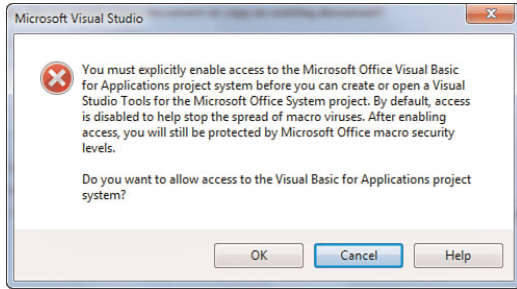 Microsoft Visual Studio
You must explicitly enable access to the Microsoft Office Visual Basic
for Applications project system before you can create or open a Visual
Studio Tools for the Microsoft Office System project. By default, access
is disabled to help stop the spread of macro viruses. After enabling
access, you will still be protected by Microsoft Office macro security
levels.
Do you want to allow access to the Visual Basic for Applications project
system?
OK Cancel Help